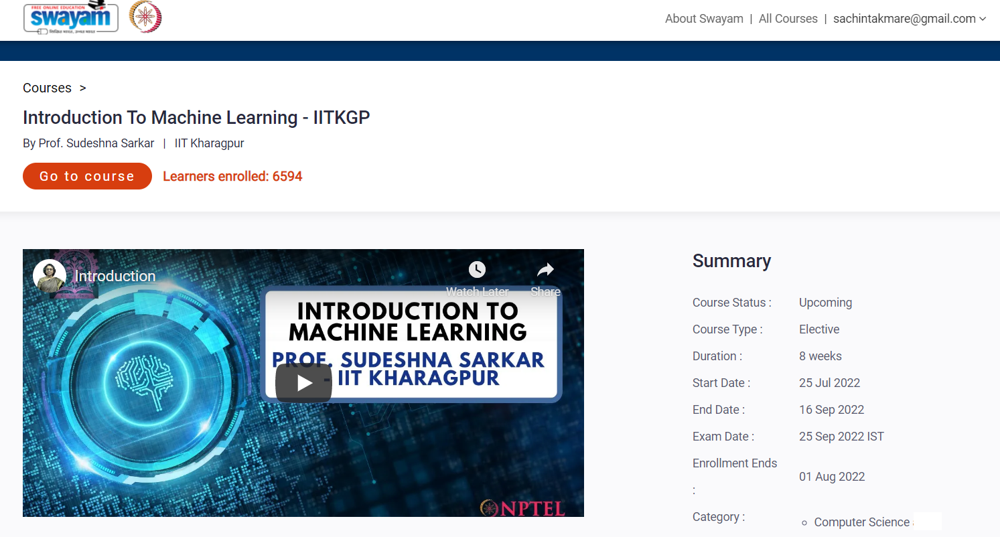 FREE ONLINE EDUCATION
swayam
शिक्षित भारत, उन्नत भारत
About Swayam | All Courses | sachintakmare@gmail.com
Courses >
Introduction To Machine Learning - IITKGP
By Prof. Sudeshna Sarkar | IIT Kharagpur
Go to course Learners enrolled: 6594
Introduction
Watch Later Share
INTRODUCTION TO
MACHINE LEARNING
PROF. SUDESHNA SARKAR
- IIT KHARAGPUR
NPTEL
Summary
Course Status : Upcoming
Course Type : Elective
Duration : 8 weeks
Start Date : 25 Jul 2022
End Date : 16 Sep 2022
Exam Date : 25 Sep 2022 IST
Enrollment Ends
: 01 Aug 2022
Category :
Computer Science